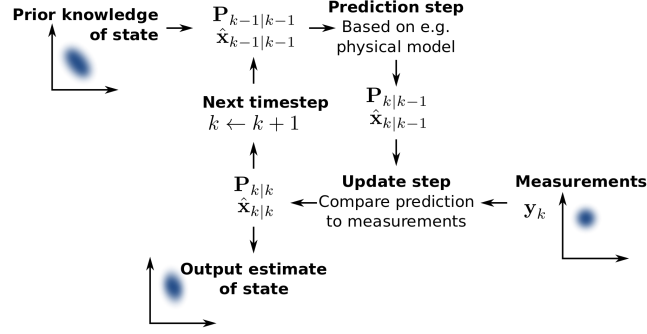 Prior knowledge
of state
P_{k−1|k−1}
x̂_{k−1|k−1}
Prediction step
Based on e.g.
physical model
P_{k|k−1}
x̂_{k|k−1}
Next timestep
k ← k + 1
P_{k|k}
x̂_{k|k}
Update step
Compare prediction
to measurements
Measurements
y_k
Output estimate
of state